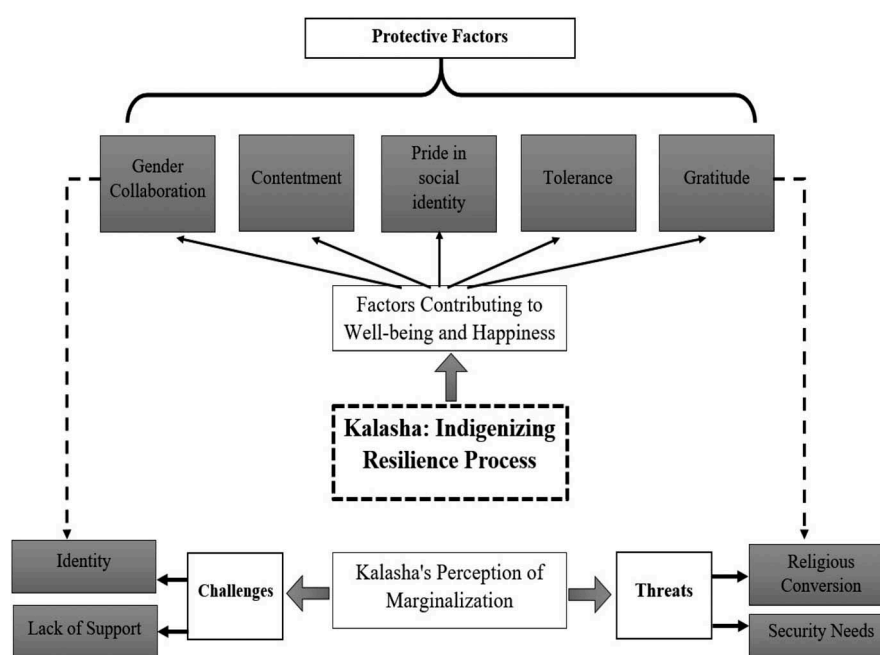 Protective Factors
Gender
Collaboration
Contentment
Pride in
social
identity
Tolerance
Gratitude
Factors Contributing to
Well-being and Happiness
Kalasha: Indigenizing
Resilience Process
Identity
Lack of Support
Challenges
Kalasha's Perception of
Marginalization
Threats
Religious
Conversion
Security Needs